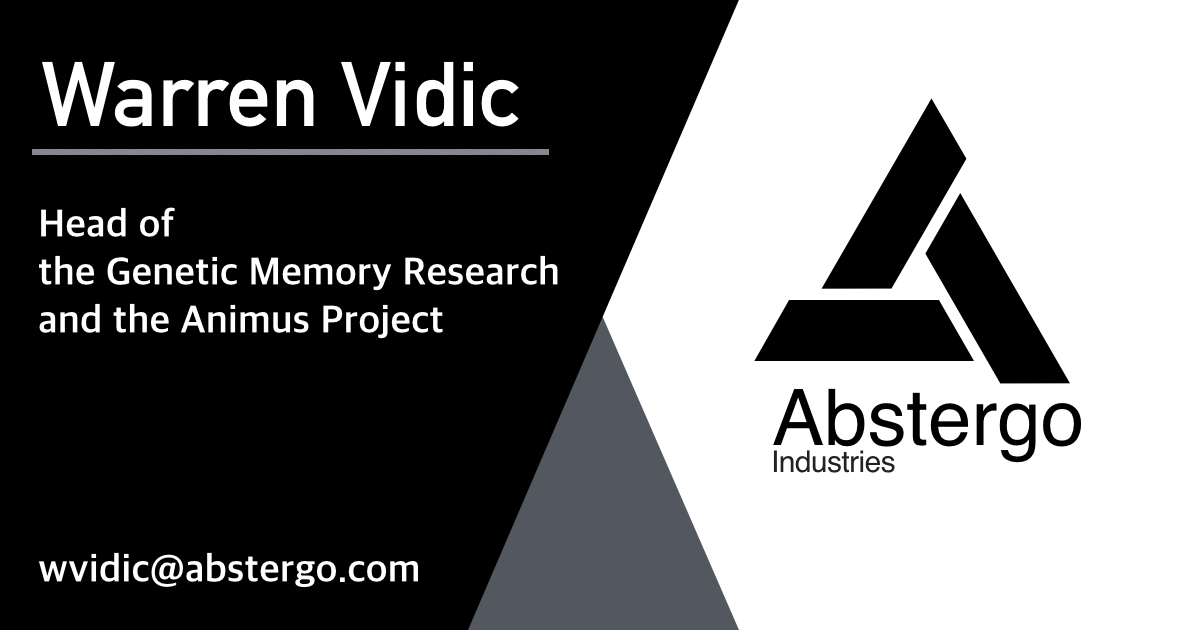 Warren Vidic
Head of
the Genetic Memory Research
and the Animus Project
wvidic@abstergo.com
Abstergo
Industries